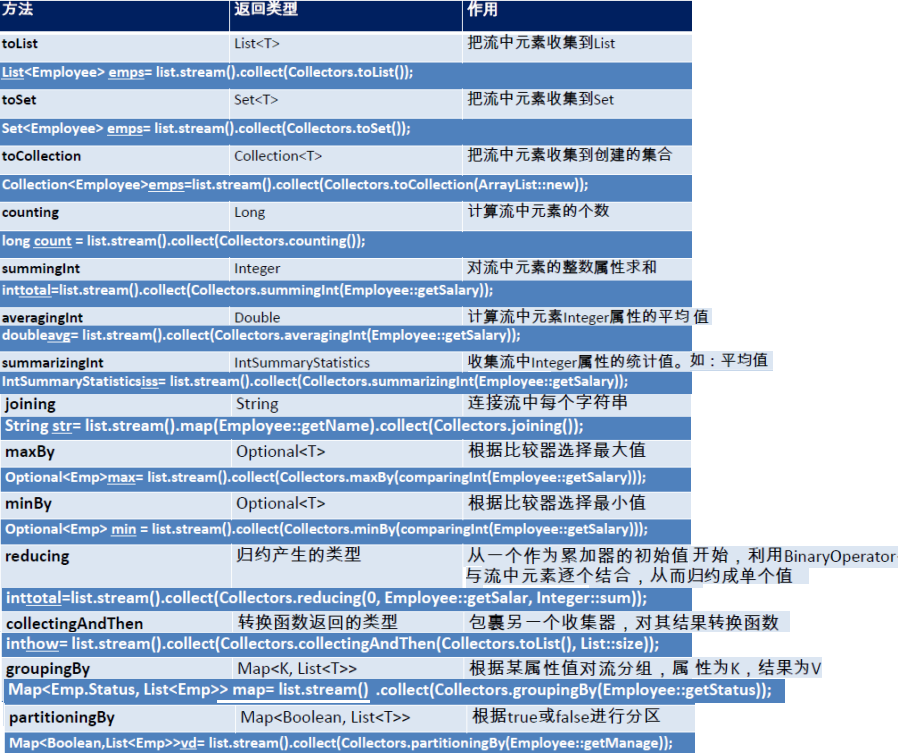 方法 返回类型 作用
toList List<T> 把流中元素收集到List
List<Employee> emps= list.stream().collect(Collectors.toList());
toSet Set<T> 把流中元素收集到Set
Set<Employee> emps= list.stream().collect(Collectors.toSet());
toCollection Collection<T> 把流中元素收集到创建的集合
Collection<Employee>emps=list.stream().collect(Collectors.toCollection(ArrayList::new));
counting Long 计算流中元素的个数
long count = list.stream().collect(Collectors.counting());
summingInt Integer 对流中元素的整数属性求和
inttotal=list.stream().collect(Collectors.summingInt(Employee::getSalary));
averagingInt Double 计算流中元素Integer属性的平均值
doubleavg= list.stream().collect(Collectors.averagingInt(Employee::getSalary));
summarizingInt IntSummaryStatistics 收集流中Integer属性的统计值。如：平均值
IntSummaryStatisticsiss= list.stream().collect(Collectors.summarizingInt(Employee::getSalary));
joining String 连接流中每个字符串
String str= list.stream().map(Employee::getName).collect(Collectors.joining());
maxBy Optional<T> 根据比较器选择最大值
Optional<Emp>max= list.stream().collect(Collectors.maxBy(comparingInt(Employee::getSalary)));
minBy Optional<T> 根据比较器选择最小值
Optional<Emp> min = list.stream().collect(Collectors.minBy(comparingInt(Employee::getSalary)));
reducing 归约产生的类型 从一个作为累加器的初始值开始，利用BinaryOperator
与流中元素逐个结合，从而归约成单个值
inttotal=list.stream().collect(Collectors.reducing(0, Employee::getSalar, Integer::sum));
collectingAndThen 转换函数返回的类型 包裹另一个收集器，对其结果转换函数
inthow= list.stream().collect(Collectors.collectingAndThen(Collectors.toList(), List::size));
groupingBy Map<K, List<T>> 根据某属性值对流分组，属性为K，结果为V
Map<Emp.Status, List<Emp>> map= list.stream() .collect(Collectors.groupingBy(Employee::getStatus));
partitioningBy Map<Boolean, List<T>> 根据true或false进行分区
Map<Boolean,List<Emp>>vd= list.stream().collect(Collectors.partitioningBy(Employee::getManage));